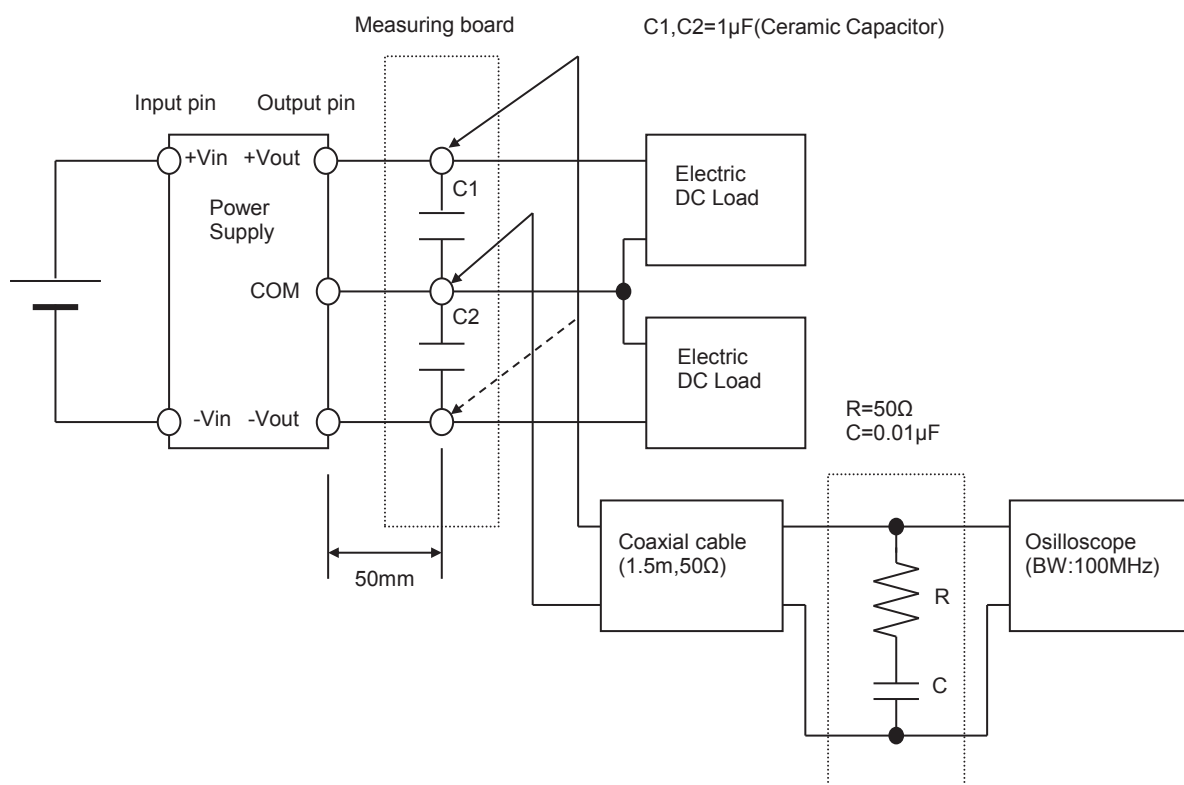 Measuring board
C1,C2=1µF(Ceramic Capacitor)
Input pin
Output pin
+Vin
+Vout
Power
Supply
COM
-Vin
-Vout
C1
C2
Electric
DC Load
Electric
DC Load
50mm
R=50Ω
C=0.01µF
Coaxial cable
(1.5m,50Ω)
R
C
Osilloscope
(BW:100MHz)